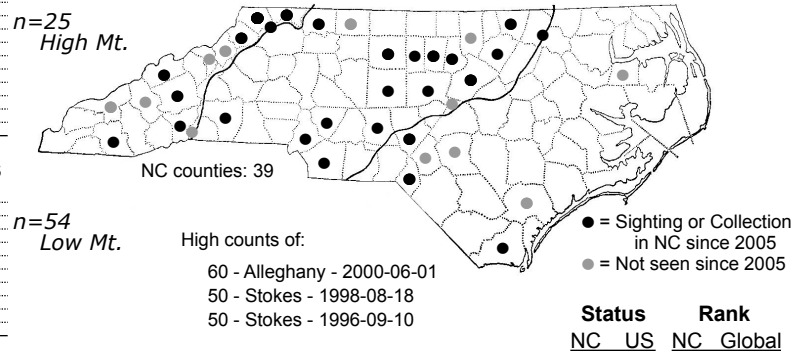 n=25
High Mt.
NC counties: 39
n=54
Low Mt.
High counts of:
60 - Alleghany - 2000-06-01
50 - Stokes - 1998-08-18
50 - Stokes - 1996-09-10
= Sighting or Collection
in NC since 2005
= Not seen since 2005
Status Rank
NC US NC Global